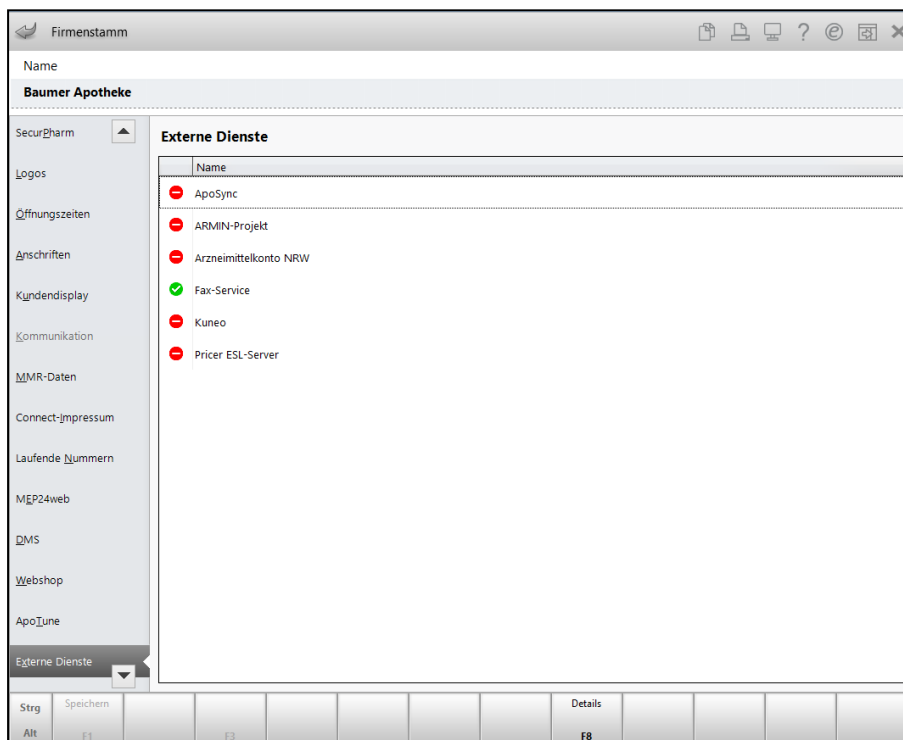 Firmenstamm
Name
Baumer Apotheke
SecurPharm
Logos
Öffnungszeiten
Anschriften
Kundendisplay
Kommunikation
MMR-Daten
Connect-Impressum
Laufende Nummern
MEP24web
DMS
Webshop
ApoTune
Externe Dienste
Externe Dienste
Name
ApoSync
ARMIN-Projekt
Arzneimittelkonto NRW
Fax-Service
Kuneo
Pricer ESL-Server
Strg
Alt
Speichern
F1
F3
Details
F8